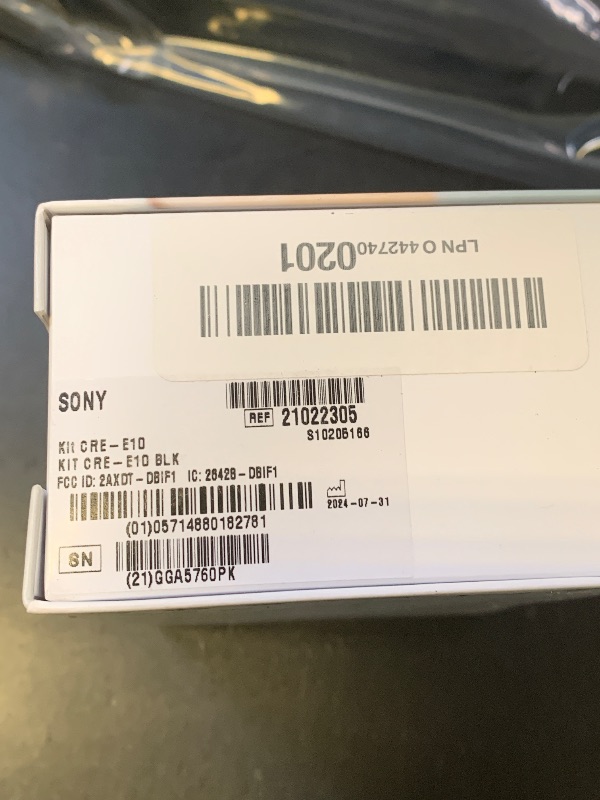 LPN O 442740 0201
SONY
REF 21022305
S10205166
Kit CRE-E10
KIT CRE-E10 BLK
FCC ID: 2AXDT-DBIF1 IC: 26428-DBIF1
2024-07-31
(01)05714880182781
SN
(21)GGA5760PK